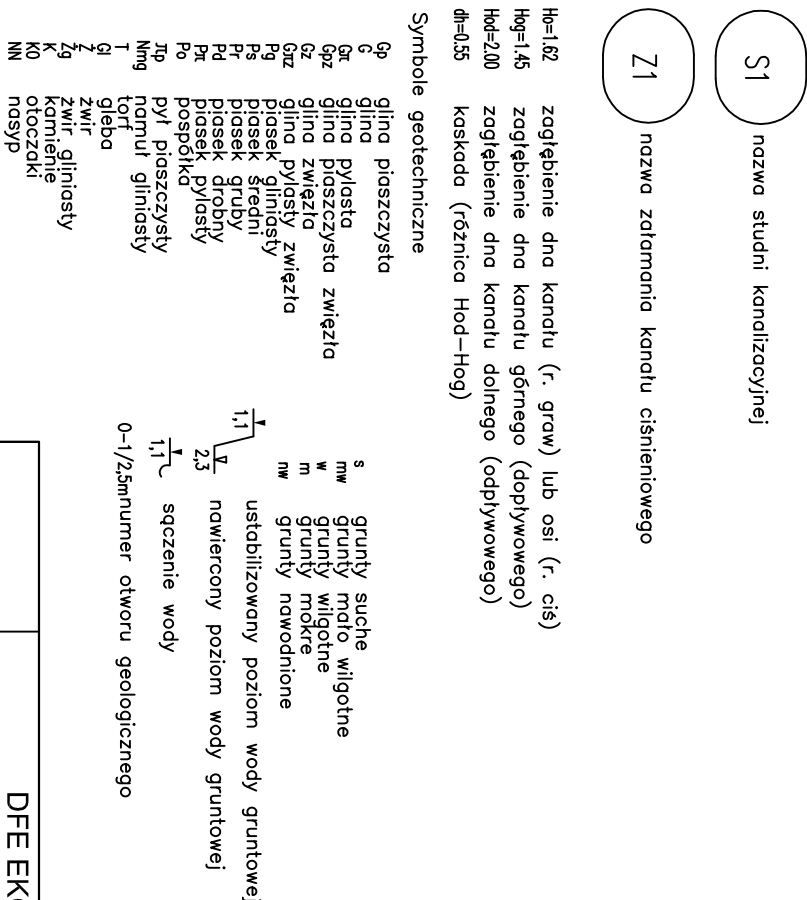 S1 nazwa studni kanalizacyjnej
Z1 nazwa załamania kanału ciśnieniowego
Ho=1.62 zagłębienie dna kanału (r. graw) lub osi (r. ciś)
Hog=1.45 zagłębienie dna kanału górnego (dopływowego)
Hod=2.00 zagłębienie dna kanału dolnego (odpływowego)
dh=0.55 kaskada (różnica Hod-Hog)
Symbole geotechniczne
Gp glina piaszczysta
G glina
Gπ glina pylasta
Gpz glina piaszczysta zwięzła
Gz glina zwięzła
Gπz glina pylasty zwięzła
Pg piasek gliniasty
Ps piasek średni
Pr piasek gruby
Pd piasek drobny
Pπ piasek pylasty
Po pospółka
πp pył piaszczysty
Nmg namuł gliniasty
T torf
Gl gleba
Ż żwir
Żg żwir gliniasty
K kamienie
KO otoczaki
NN nasyp
s grunty suche
mw grunty mało wilgotne
w grunty wilgotne
m grunty mokre
nw grunty nawodnione
1,1 ustabilizowany poziom wody gruntowej
2,3 nawiercony poziom wody gruntowej
1,1 sączenie wody
0-1/2,5m numer otworu geologicznego
DFE EK